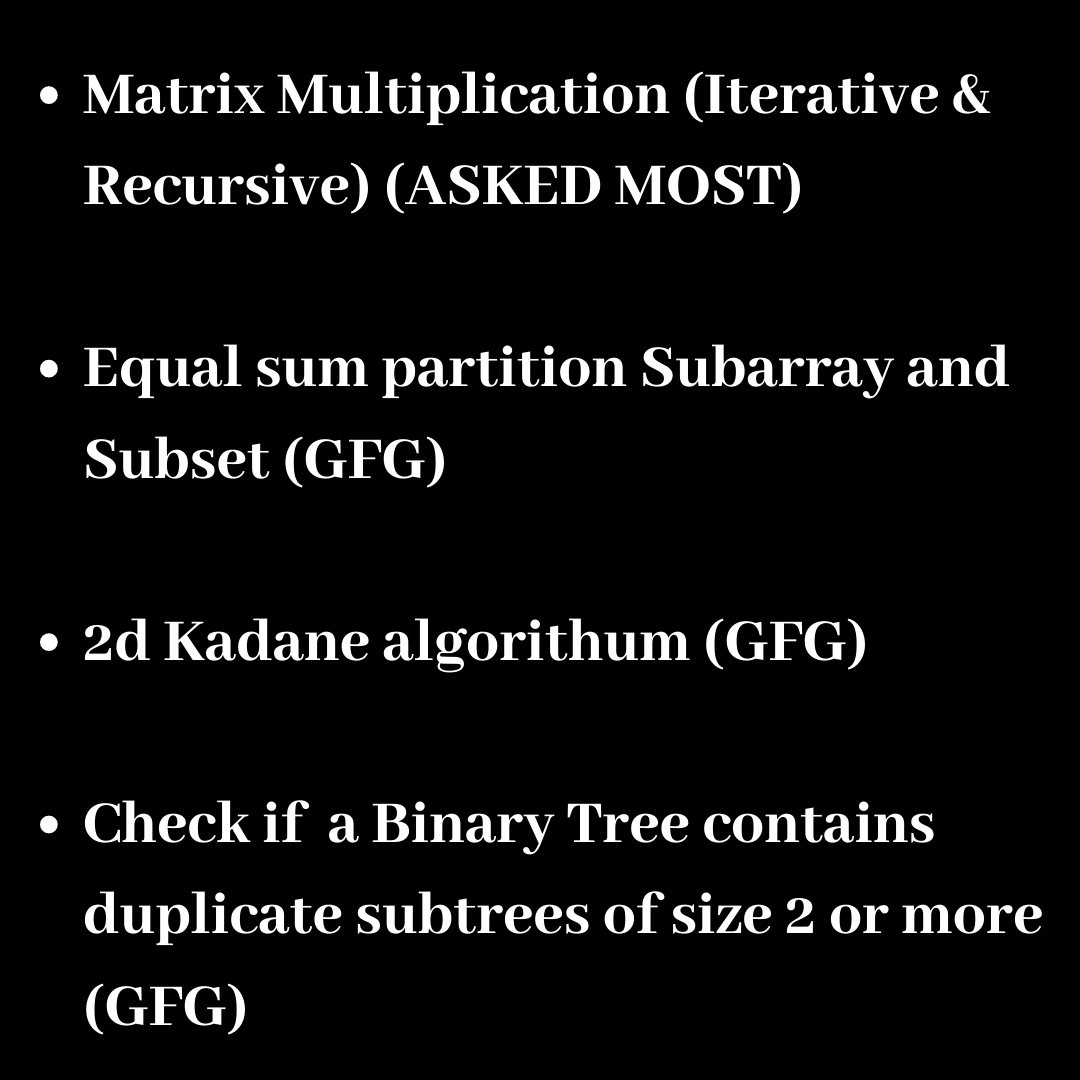 • Matrix Multiplication (Iterative &
Recursive) (ASKED MOST)
• Equal sum partition Subarray and
Subset (GFG)
• 2d Kadane algorithum (GFG)
• Check if a Binary Tree contains
duplicate subtrees of size 2 or more
(GFG)